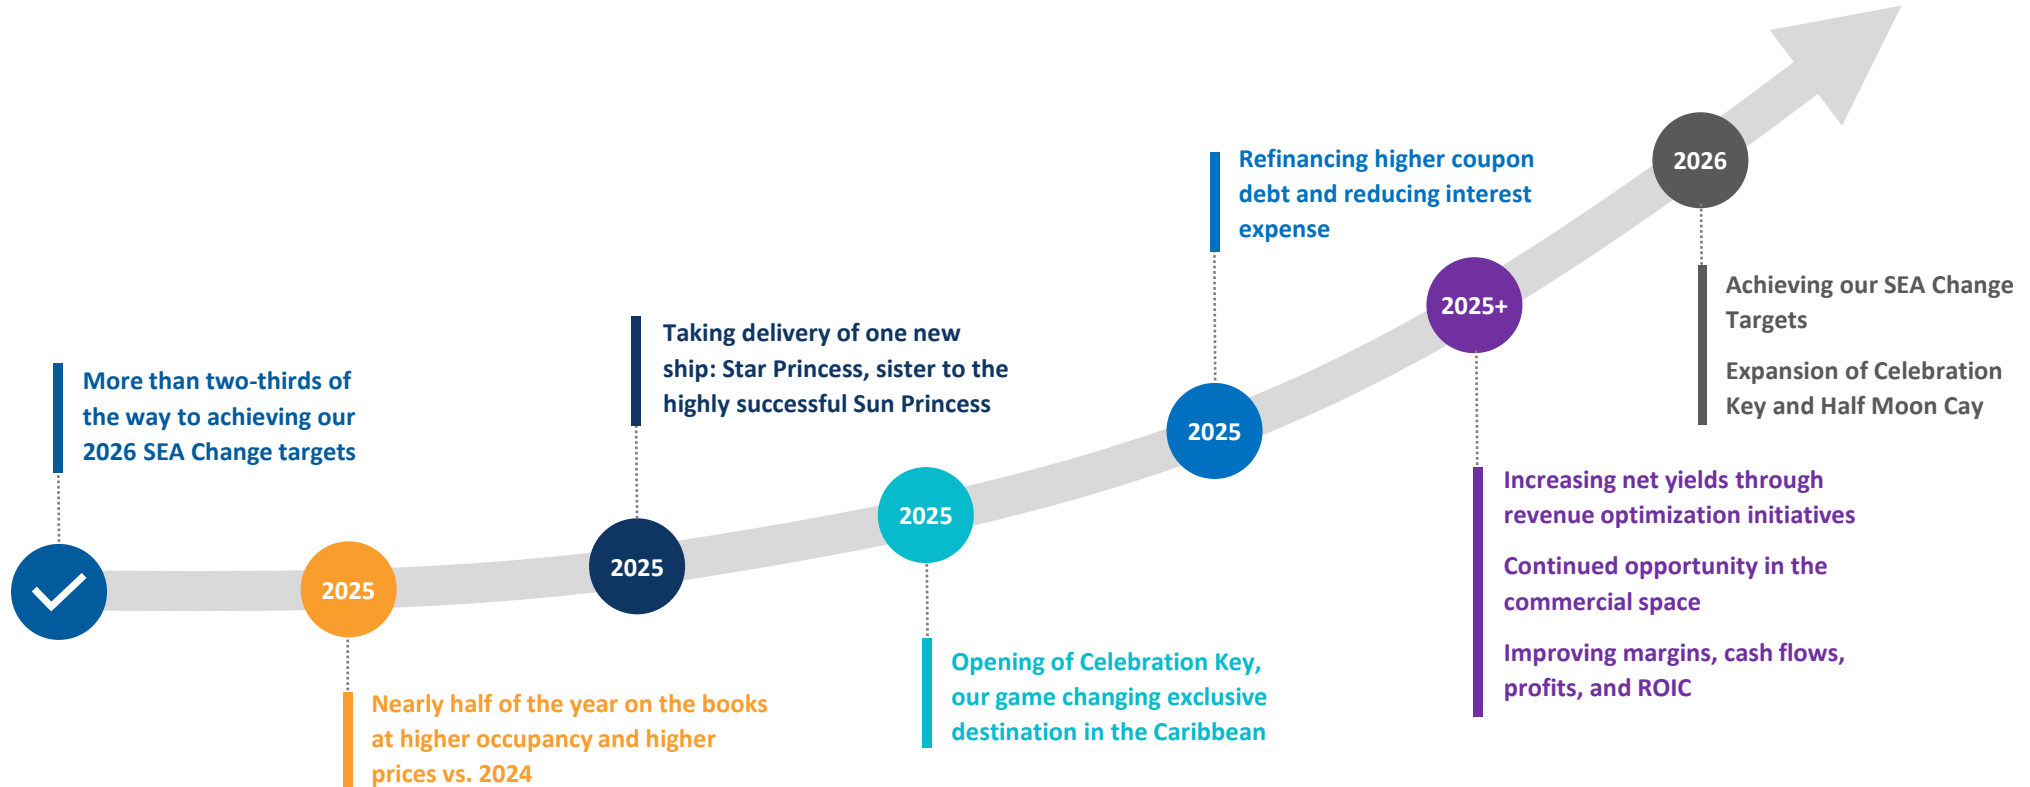 More than two-thirds of
the way to achieving our
2026 SEA Change targets
2025
Nearly half of the year on the books
at higher occupancy and higher
prices vs. 2024
Taking delivery of one new
ship: Star Princess, sister to the
highly successful Sun Princess
2025
2025
Opening of Celebration Key,
our game changing exclusive
destination in the Caribbean
Refinancing higher coupon
debt and reducing interest
expense
2025
2025+
Increasing net yields through
revenue optimization initiatives
Continued opportunity in the
commercial space
Improving margins, cash flows,
profits, and ROIC
2026
Achieving our SEA Change
Targets
Expansion of Celebration
Key and Half Moon Cay